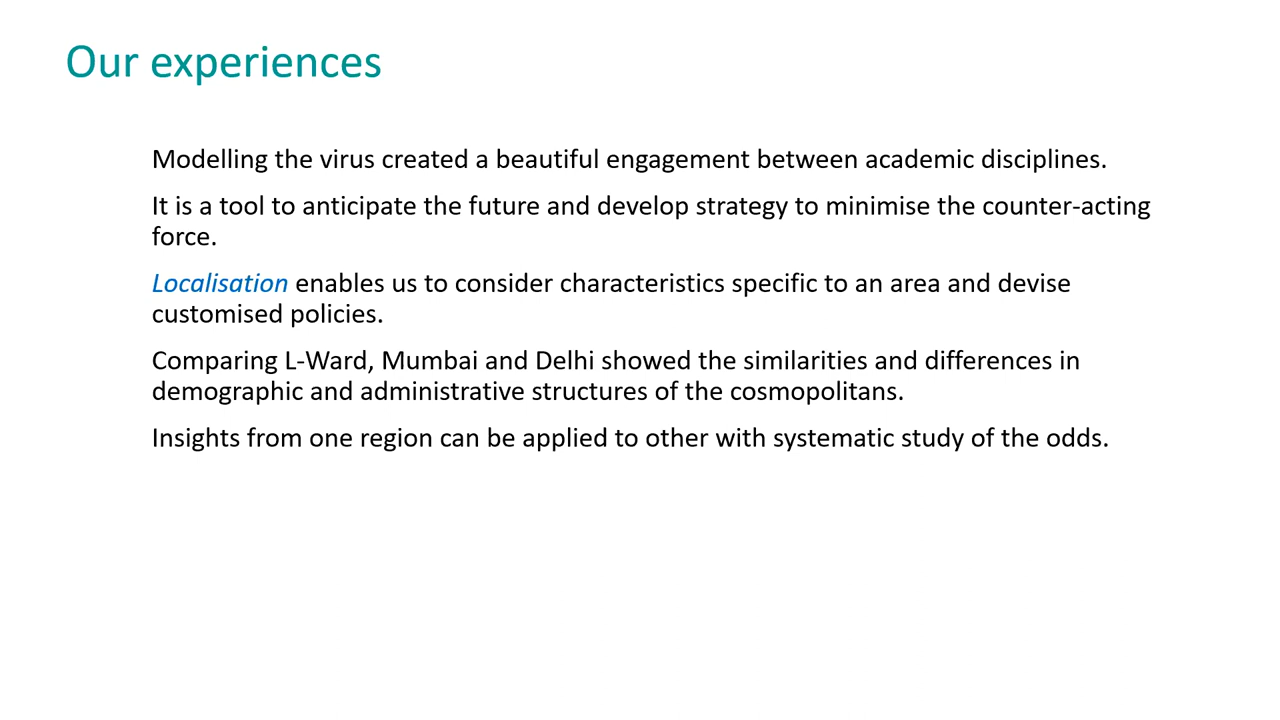 Our experiences
Modelling the virus created a beautiful engagement between academic disciplines.
It is a tool to anticipate the future and develop strategy to minimise the counter-acting
force.
Localisation enables us to consider characteristics specific to an area and devise
customised policies.
Comparing L-Ward, Mumbai and Delhi showed the similarities and differences in
demographic and administrative structures of the cosmopolitans.
Insights from one region can be applied to other with systematic study of the odds.